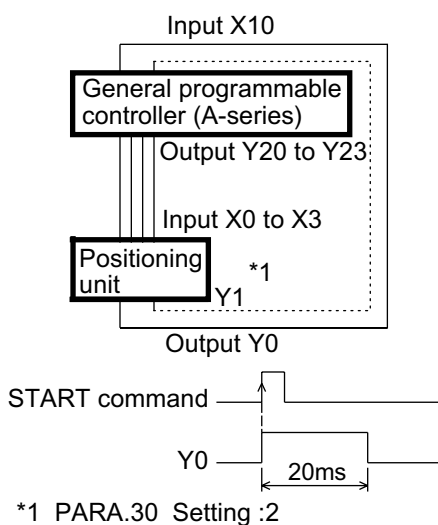 Input X10
General programmable
controller (A-series)
Output Y20 to Y23
Input X0 to X3
Positioning
unit
*1
Y1
Output Y0
START command
Y0
20ms
*1 PARA.30 Setting :2